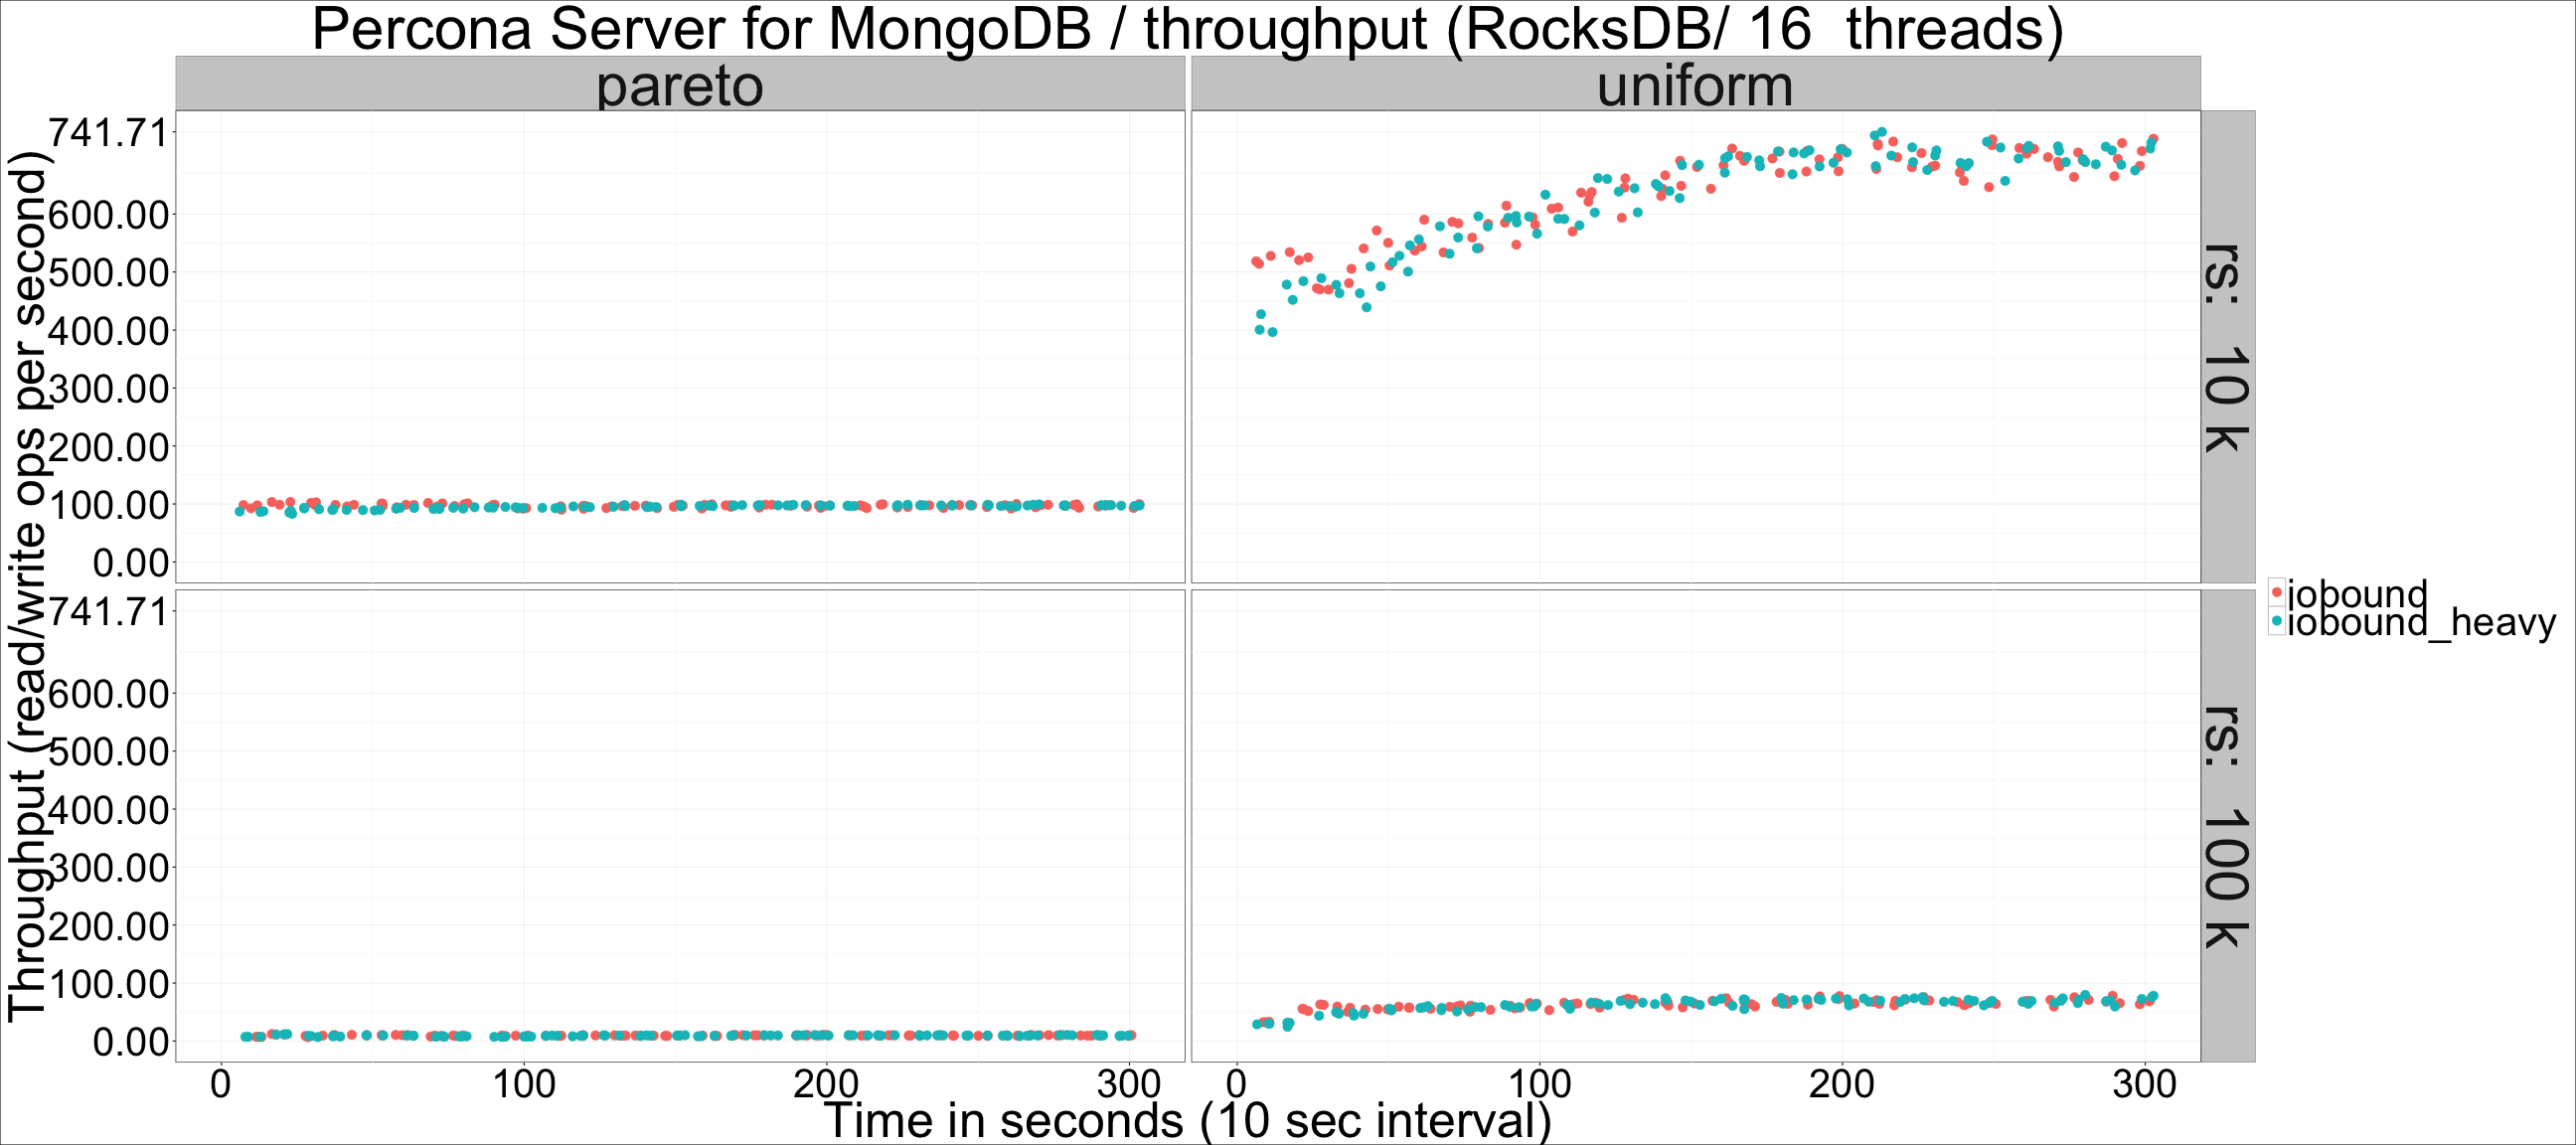 Percona Server for MongoDB / throughput (RocksDB/ 16  threads)
pareto
uniform
Throughput (read/write ops per second)
741.71
600.00
500.00
400.00
300.00
200.00
100.00
0.00
rs:  10 k
741.71
600.00
500.00
400.00
300.00
200.00
100.00
0.00
rs:  100 k
0 100 200 300
0 100 200 300
Time in seconds (10 sec interval)
iobound
iobound_heavy